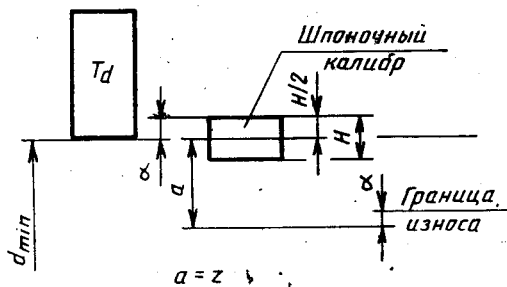 Шпоночный
калибр
Td
H/2
H
α
a
α
Граница
износа
dmin
a = z